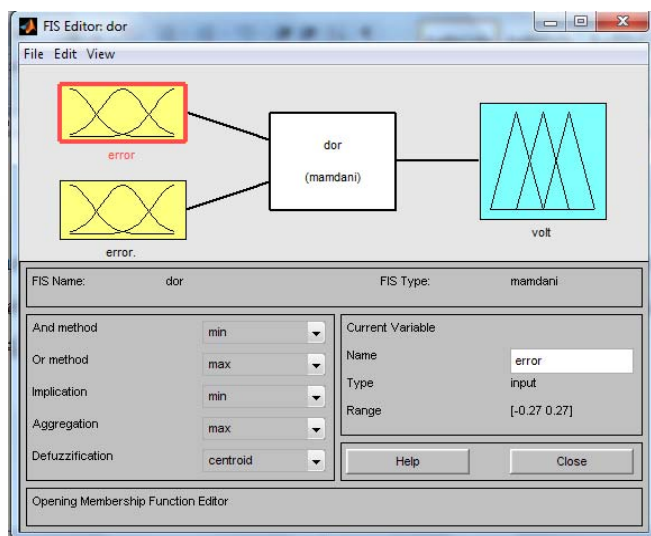 FIS Editor: dor
File Edit View
error
dor
(mamdani)
error.
volt
FIS Name: dor FIS Type: mamdani
And method min
Or method max
Implication min
Aggregation max
Defuzzification centroid
Current Variable
Name error
Type input
Range [-0.27 0.27]
Help Close
Opening Membership Function Editor